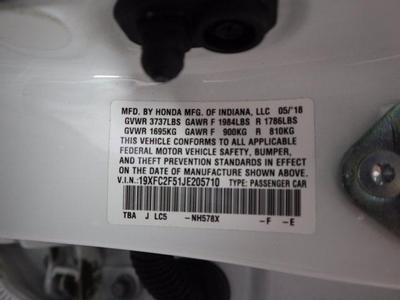 MFD. BY HONDA MFG. OF INDIANA, LLC 05/'18
GVWR 3737LBS GAWR F 1984LBS R 1786LBS
GVWR 1695KG GAWR F 900KG R 810KG
THIS VEHICLE CONFORMS TO ALL APPLICABLE
FEDERAL MOTOR VEHICLE SAFETY, BUMPER,
AND THEFT PREVENTION STANDARDS IN EFFECT
ON THE DATE OF MANUFACTURE SHOWN ABOVE.
V.I.N.:19XFC2F51JE205710 TYPE: PASSENGER CAR
TBA J LC5 -NH578X -F -E